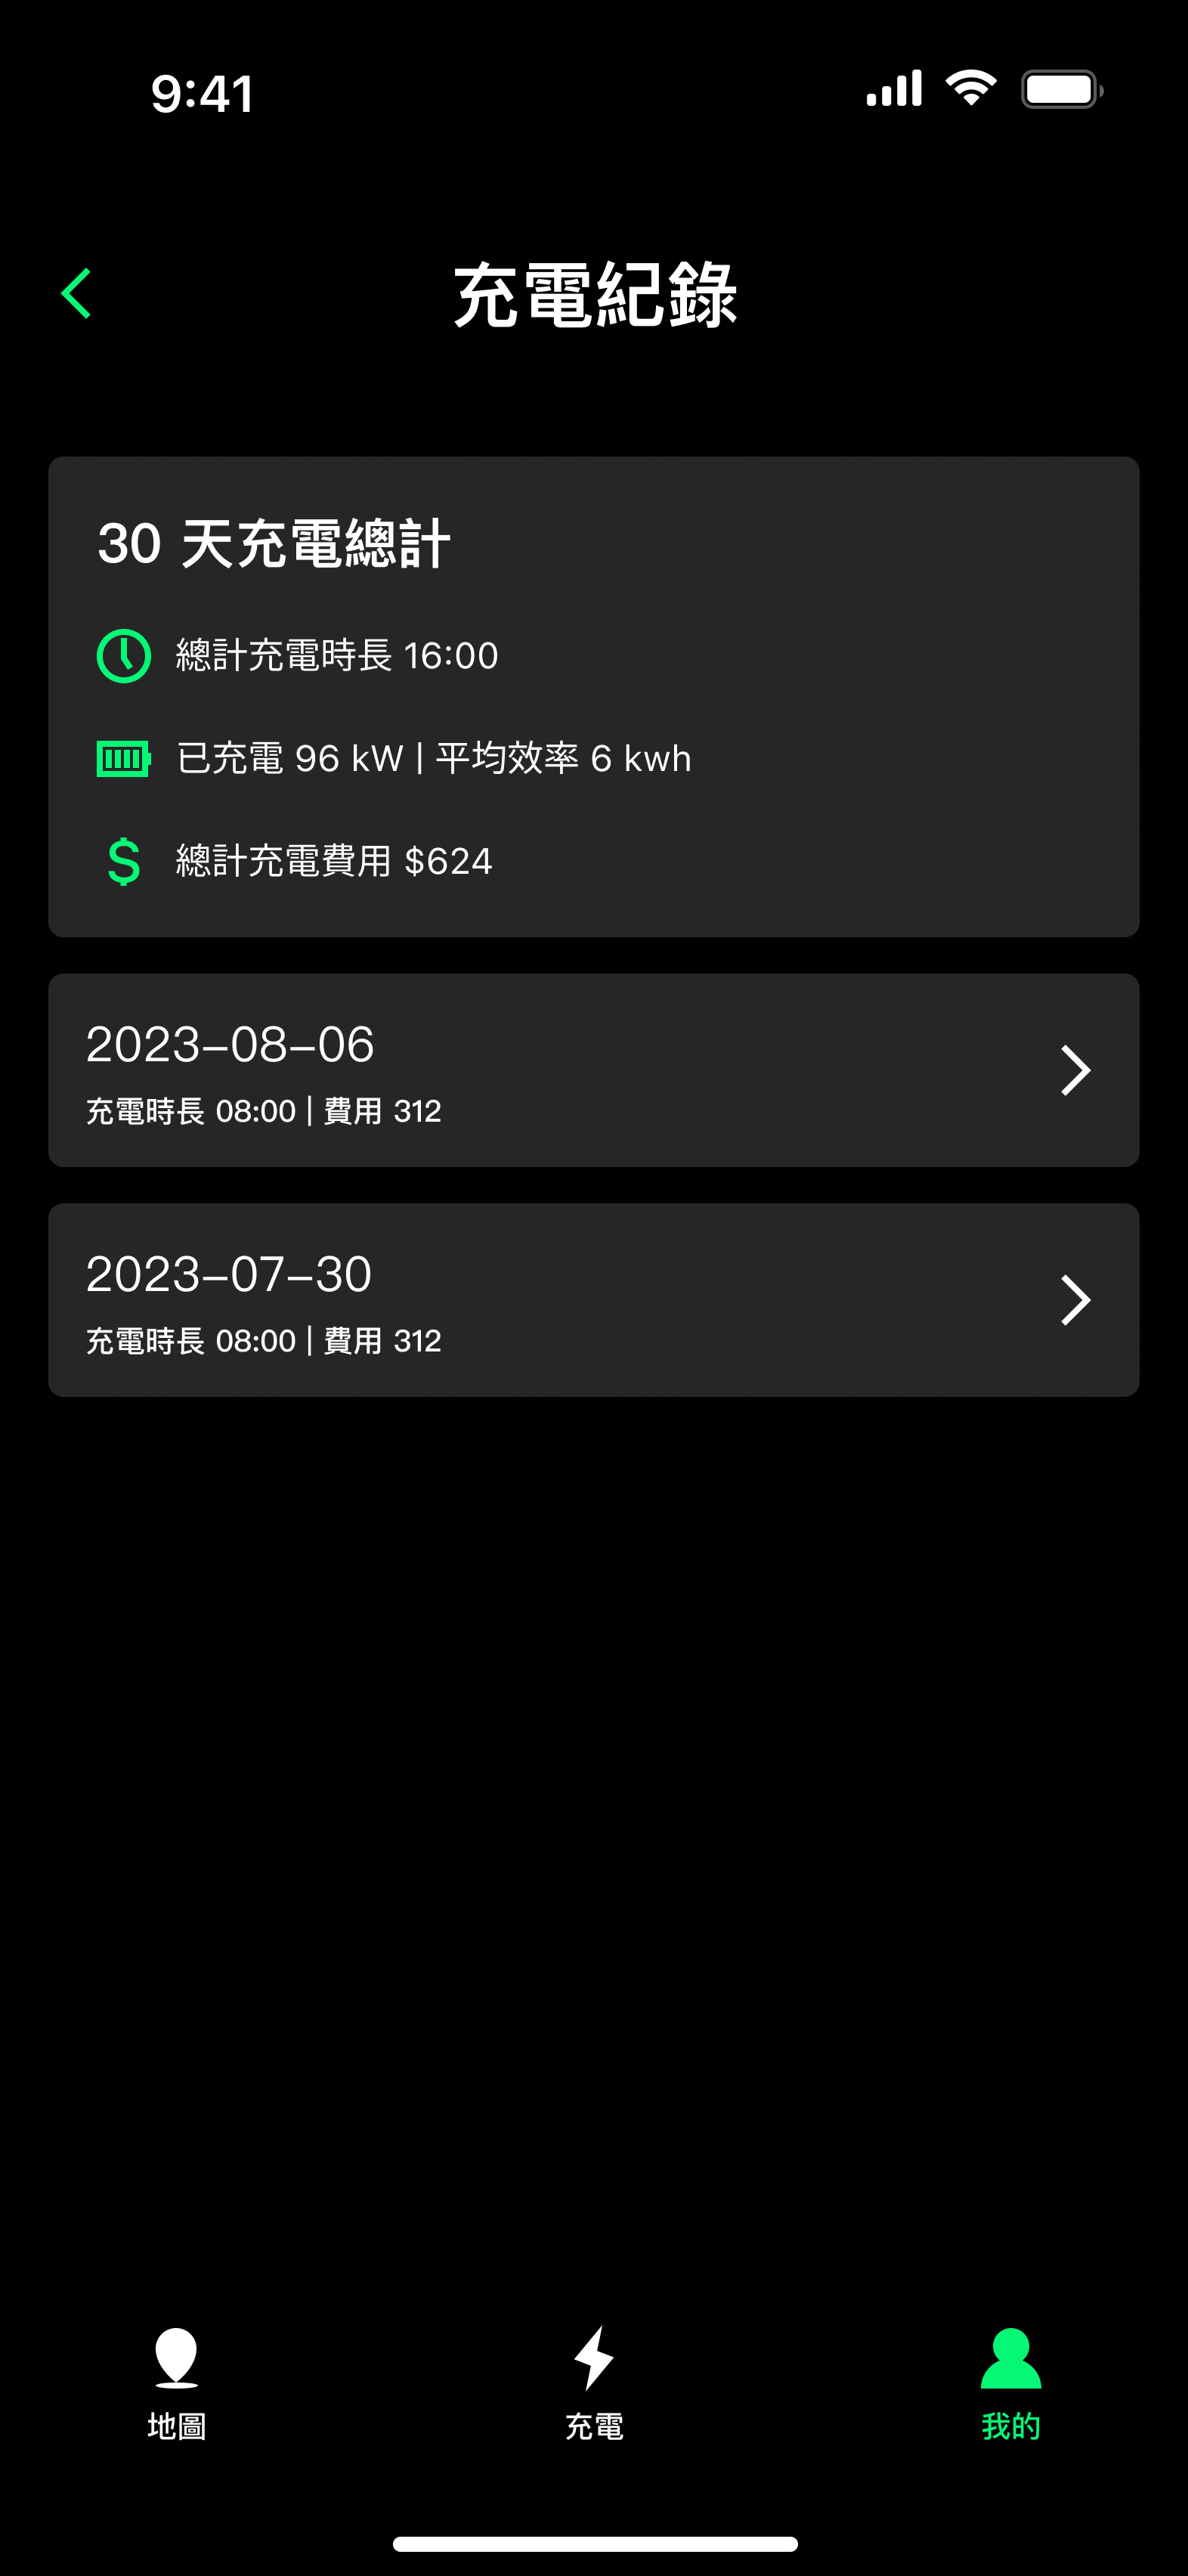 9:41
充電紀錄
30 天充電總計
總計充電時長 16:00
已充電 96 kW | 平均效率 6 kwh
$ 總計充電費用 $624
2023-08-06
充電時長 08:00 | 費用 312
2023-07-30
充電時長 08:00 | 費用 312
地圖
充電
我的